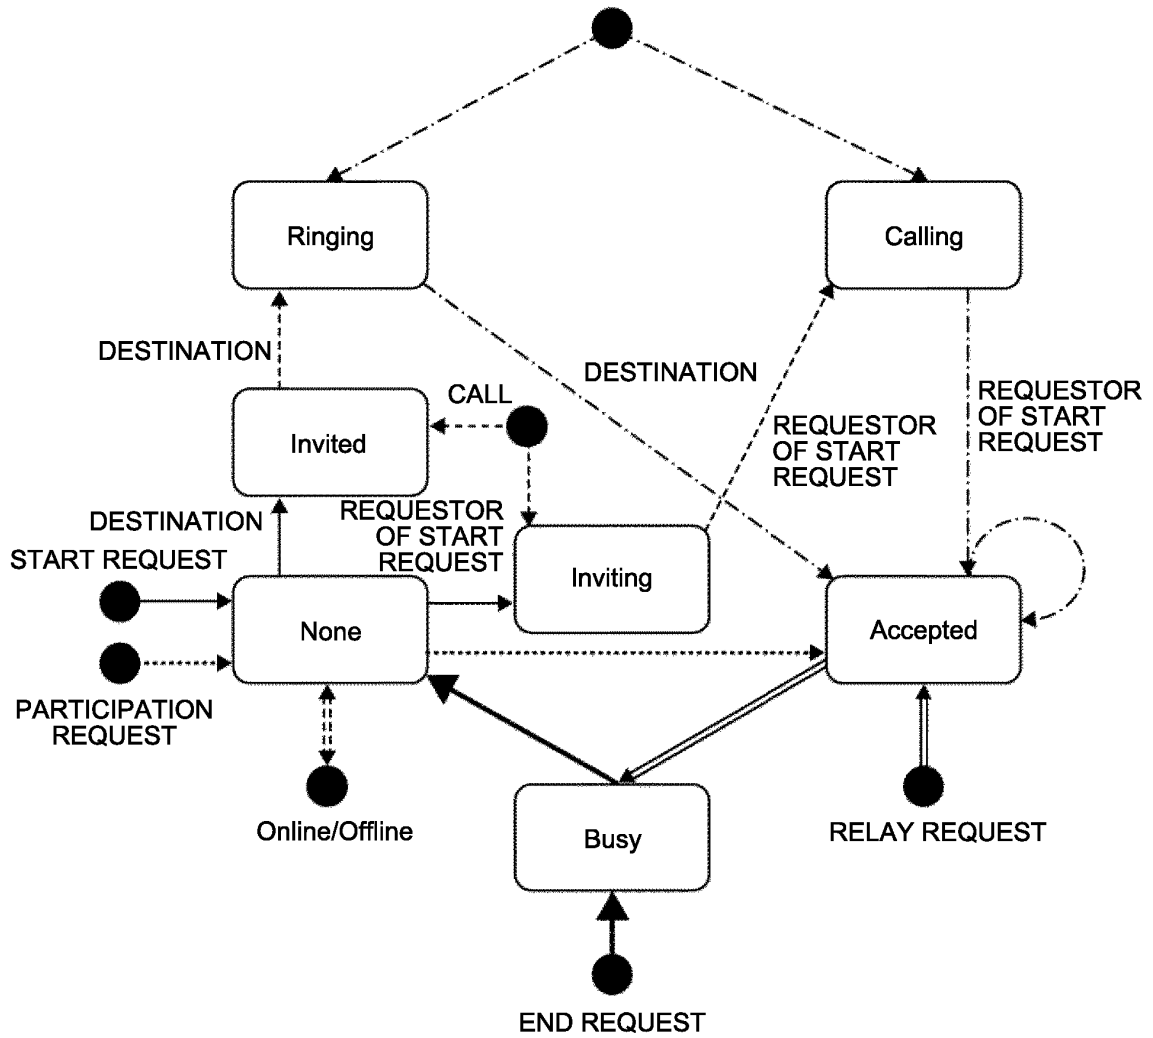 Ringing
Calling
DESTINATION
DESTINATION
REQUESTOR
OF START
REQUEST
CALL
REQUESTOR
OF START
REQUEST
Invited
REQUESTOR
OF START
REQUEST
DESTINATION
START REQUEST
Inviting
None
Accepted
PARTICIPATION
REQUEST
Online/Offline
Busy
RELAY REQUEST
END REQUEST